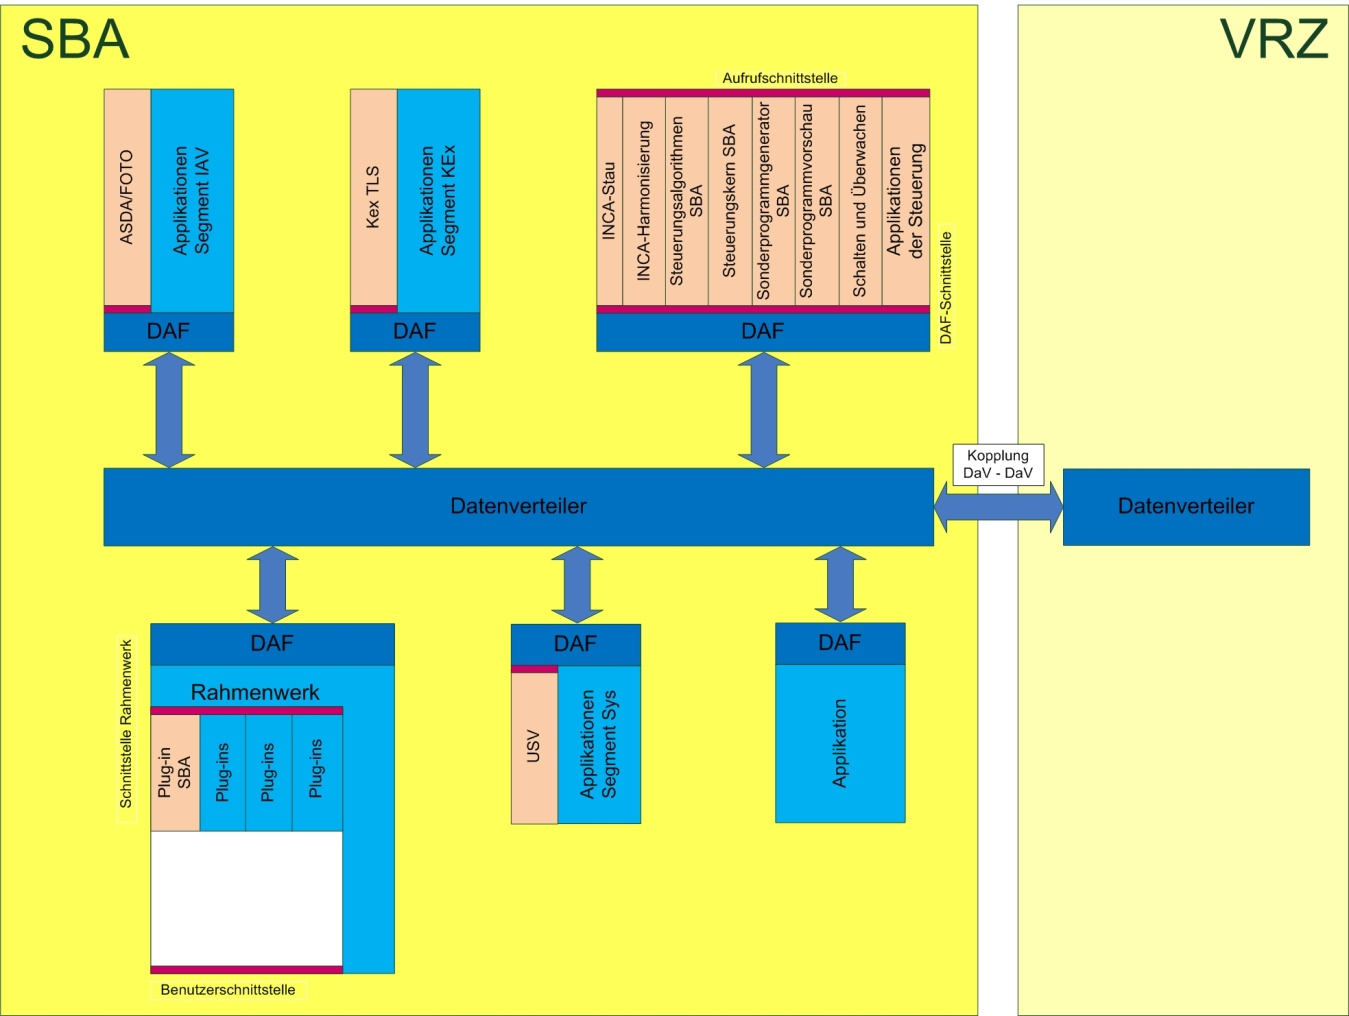 SBA
VRZ
Aufrufschnittstelle
ASDA/FOTO
Applikationen
Segment IAV
DAF
Kex TLS
Applikationen
Segment KEx
DAF
INCA-Stau
INCA-Harmonisierung
Steuerungsalgorithmen
SBA
Steuerungskern SBA
Sonderprogrammgenerator
SBA
Sonderprogrammvorschau
SBA
Schalten und Überwachen
Applikationen
der Steuerung
DAF
DAF-Schnittstelle
Kopplung
DaV - DaV
Datenverteiler
Datenverteiler
Schnittstelle Rahmenwerk
DAF
Rahmenwerk
Plug-in
SBA
Plug-ins
Plug-ins
Plug-ins
Benutzerschnittstelle
DAF
USV
Applikationen
Segment Sys
DAF
Applikation